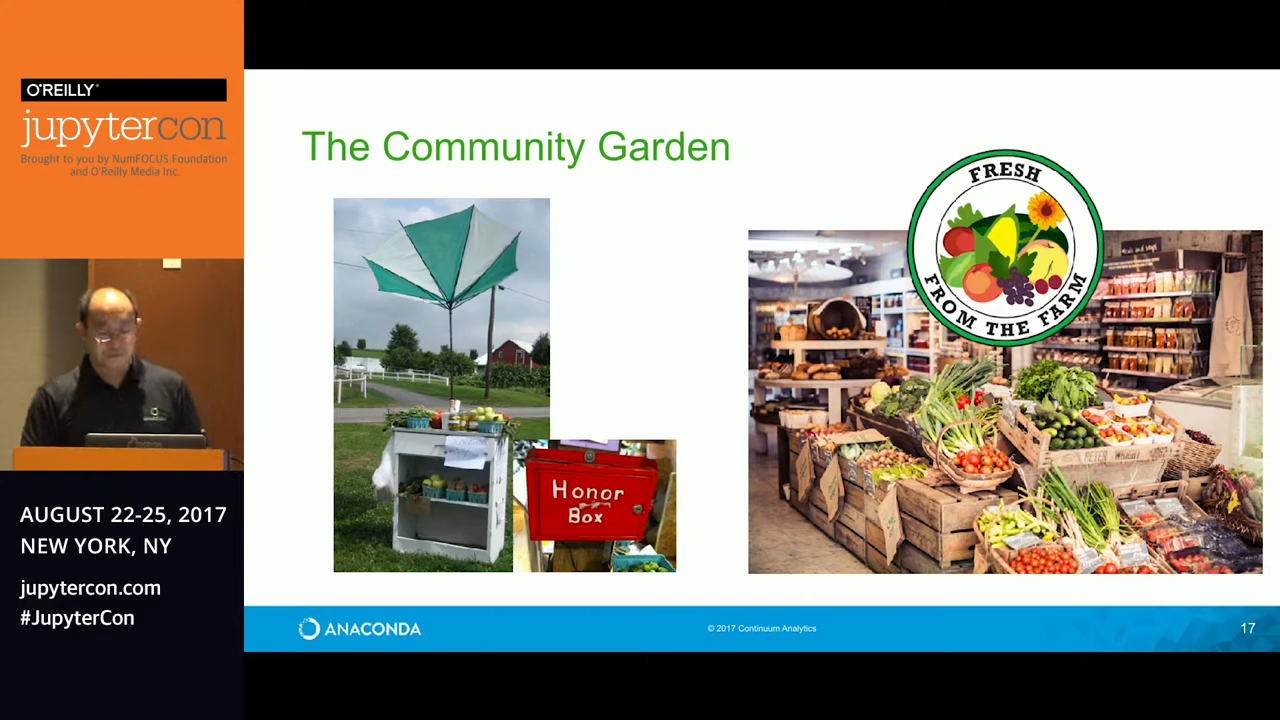 O'REILLY®
jupytercon
Brought to you by NumFOCUS Foundation
and O'Reilly Media Inc.
AUGUST 22-25, 2017
NEW YORK, NY
jupytercon.com
#JupyterCon
The Community Garden
FRESH
FROM THE FARM
Honor
Box
ANACONDA
© 2017 Continuum Analytics
17